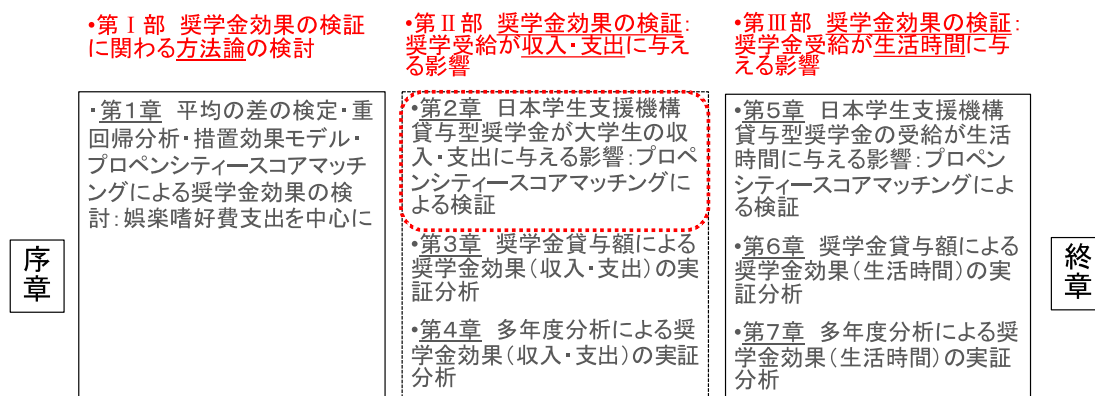 •第Ⅰ部 奨学金効果の検証
に関わる方法論の検討
•第Ⅱ部 奨学金効果の検証:
奨学受給が収入・支出に与え
る影響
•第Ⅲ部 奨学金効果の検証:
奨学金受給が生活時間に与
える影響
序
章
・第1章 平均の差の検定・重
回帰分析・措置効果モデル・
プロペンシティースコアマッチ
ングによる奨学金効果の検
討:娯楽嗜好費支出を中心に
•第2章 日本学生支援機構
貸与型奨学金が大学生の収
入・支出に与える影響:プロペ
ンシティースコアマッチングに
よる検証
•第3章 奨学金貸与額による
奨学金効果(収入・支出)の実
証分析
•第4章 多年度分析による奨
学金効果(収入・支出)の実証
分析
•第5章 日本学生支援機構
貸与型奨学金の受給が生活
時間に与える影響:プロペン
シティースコアマッチングによ
る検証
•第6章 奨学金貸与額による
奨学金効果(生活時間)の実
証分析
•第7章 多年度分析による奨
学金効果(生活時間)の実証
分析
終
章